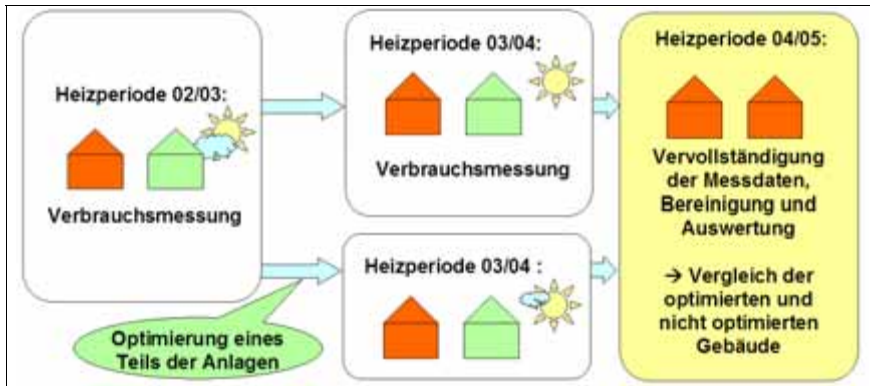 Heizperiode 02/03:
Verbrauchsmessung
Heizperiode 03/04:
Verbrauchsmessung
Optimierung eines
Teils der Anlagen
Heizperiode 03/04 :
Heizperiode 04/05:
Vervollständigung
der Messdaten,
Bereinigung und
Auswertung
→ Vergleich der
optimierten und
nicht optimierten
Gebäude